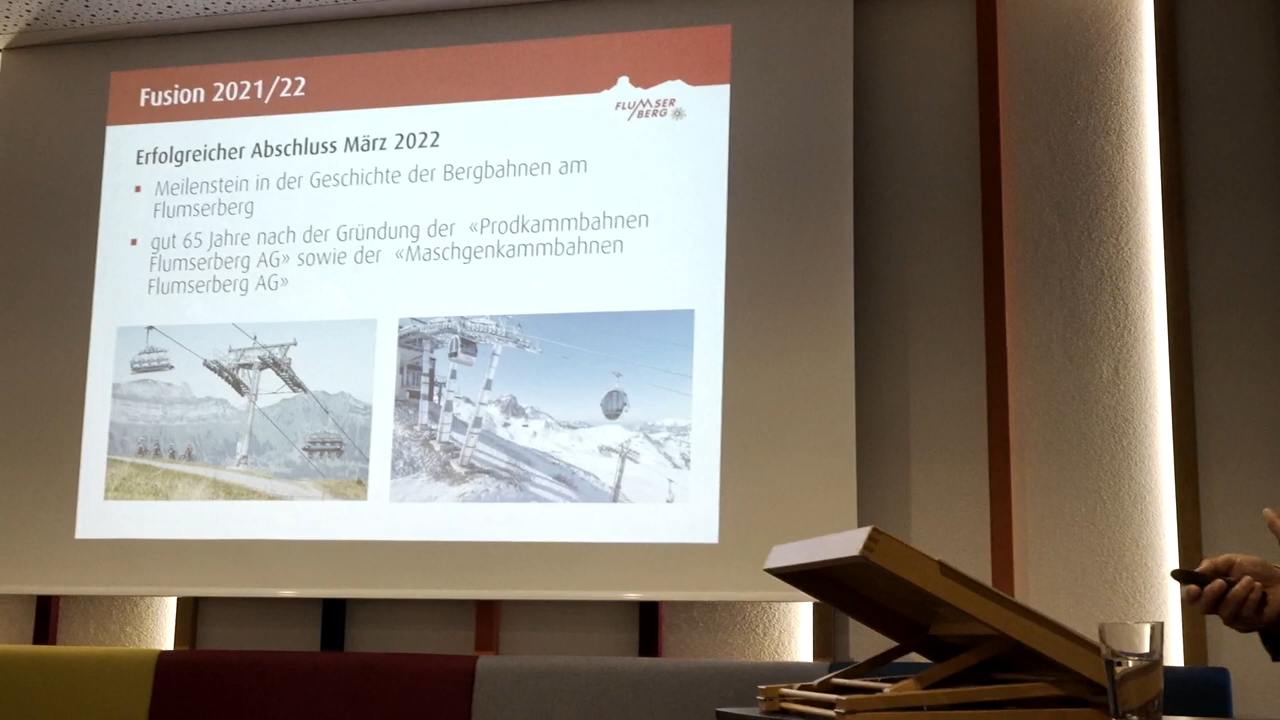 Fusion 2021/22
FLUMSER
BERG
Erfolgreicher Abschluss März 2022
Meilenstein in der Geschichte der Bergbahnen am
Flumserberg
gut 65 Jahre nach der Gründung der «Prodkammbahnen
Flumserberg AG» sowie der «Maschgenkammbahnen
Flumserberg AG»